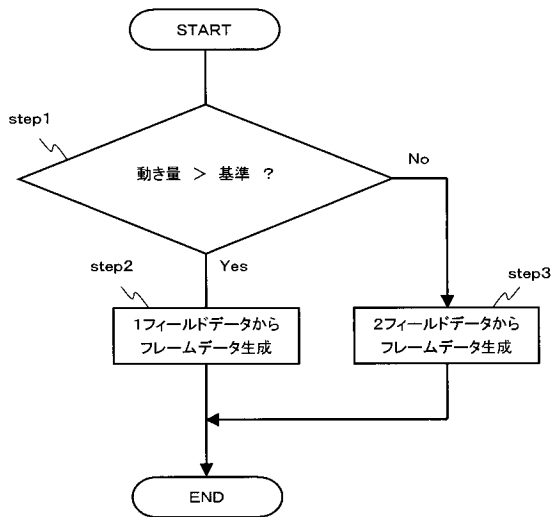 START
step1
動き量 ＞ 基準 ？
No
step2
Yes
step3
1フィールドデータから
フレームデータ生成
2フィールドデータから
フレームデータ生成
END